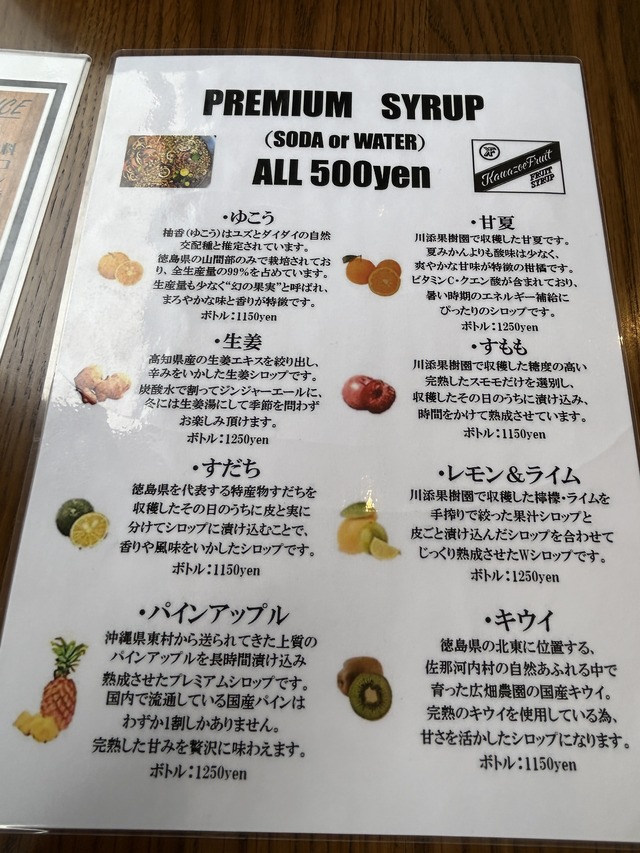 PREMIUM SYRUP
(SODA or WATER)
ALL 500yen
Kawazoe Fruit
FRUIT
SYRUP
・ゆこう
柚香(ゆこう)はユズとダイダイの自然
交配種と推定されています。
徳島県の山間部のみで栽培されてお
り、全生産量の99%を占めています。
生産量も少なく“幻の果実”と呼ばれ、
まろやかな味と香りが特徴です。
ボトル：1150yen
・生姜
高知県産の生姜エキスを絞り出し、
辛みをいかした生姜シロップです。
炭酸水で割ってジンジャーエールに、
冬には生姜湯にして季節を問わず
お楽しみ頂けます。
ボトル：1250yen
・すだち
徳島県を代表する特産物すだちを
収穫したその日のうちに皮と実に
分けてシロップに漬け込むことで、
香りや風味をいかしたシロップです。
ボトル：1150yen
・パインアップル
沖縄県東村から送られてきた上質の
パインアップルを長時間漬け込み
熟成させたプレミアムシロップです。
国内で流通している国産パインは
わずか1割しかありません。
完熟した甘みを贅沢に味わえます。
ボトル：1250yen
・甘夏
川添果樹園で収穫した甘夏です。
夏みかんよりも酸味は少なく、
爽やかな甘味が特徴の柑橘です。
ビタミンC・クエン酸が含まれており、
暑い時期のエネルギー補給に
ぴったりのシロップです。
ボトル：1250yen
・すもも
川添果樹園で収穫した糖度の高い
完熟したスモモだけを選別し、
収穫したその日のうちに漬け込み、
時間をかけて熟成させています。
ボトル：1150yen
・レモン＆ライム
川添果樹園で収穫した檸檬・ライムを
手搾りで絞った果汁シロップと
皮ごと漬け込んだシロップを合わせて
じっくり熟成させたWシロップです。
ボトル：1250yen
・キウイ
徳島県の北東に位置する、
佐那河内村の自然あふれる中で
育った広畑農園の国産キウイ。
完熟のキウイを使用している為、
甘さを活かしたシロップになります。
ボトル：1150yen